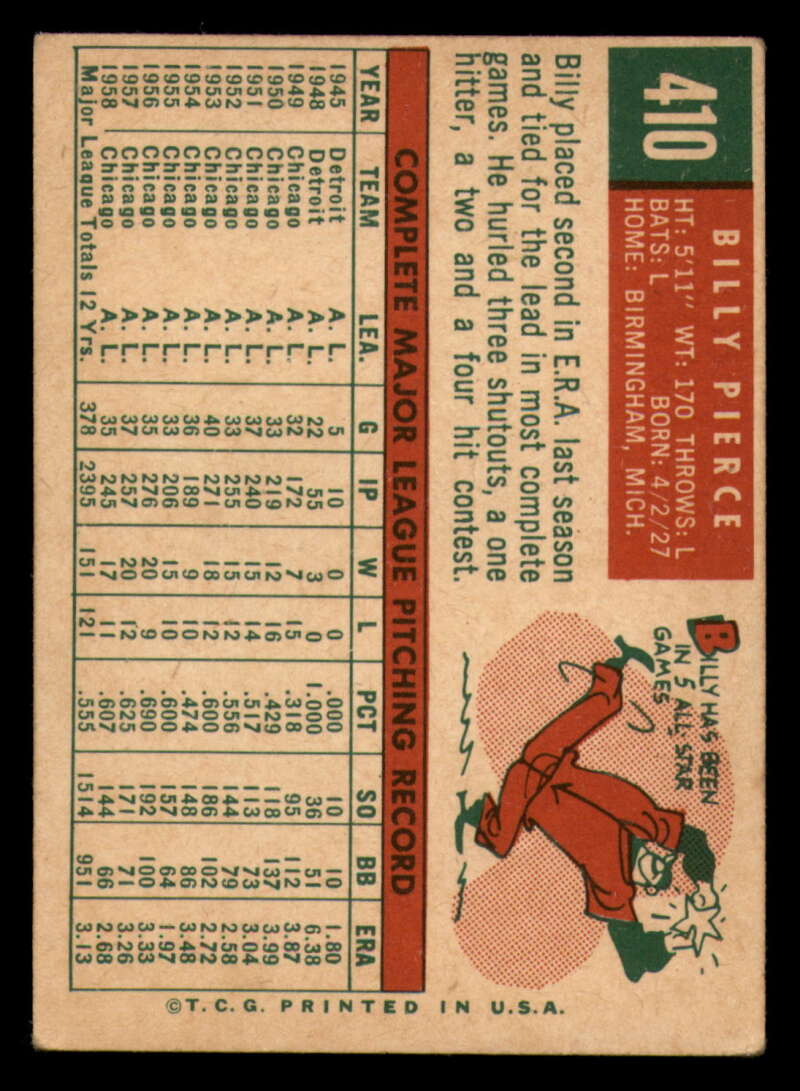 410
BILLY PIERCE
HT: 5'11" WT: 170 THROWS: L
BATS: L BORN: 4/2/27
HOME: BIRMINGHAM, MICH.
Billy placed second in E.R.A. last season
and tied for the lead in most complete
games. He hurled three shutouts, a one
hitter, a two and a four hit contest.
BILLY HAS BEEN
IN 5 ALL STAR
GAMES
COMPLETE MAJOR LEAGUE PITCHING RECORD
YEAR TEAM LEA. G IP W L PCT SO BB ERA
1945 Detroit A. L. 5 10 0 0 .000 10 10 1.80
1948 Detroit A. L. 22 55 3 0 1.000 36 51 6.38
1949 Chicago A. L. 32 172 7 15 .318 95 112 3.87
1950 Chicago A. L. 33 219 12 16 .429 118 137 3.99
1951 Chicago A. L. 37 240 15 14 .517 113 73 3.04
1952 Chicago A. L. 33 255 15 12 .556 144 79 2.58
1953 Chicago A. L. 40 271 18 12 .600 186 102 2.72
1954 Chicago A. L. 36 189 9 10 .474 148 86 3.48
1955 Chicago A. L. 33 206 15 10 .600 157 64 1.97
1956 Chicago A. L. 35 276 20 9 .690 192 100 3.33
1957 Chicago A. L. 37 257 20 12 .625 171 71 3.26
1958 Chicago A. L. 35 245 17 11 .607 144 66 2.68
Major League Totals 12 Yrs. 378 2395 151 121 .555 1514 951 3.13
©T.C.G. PRINTED IN U.S.A.